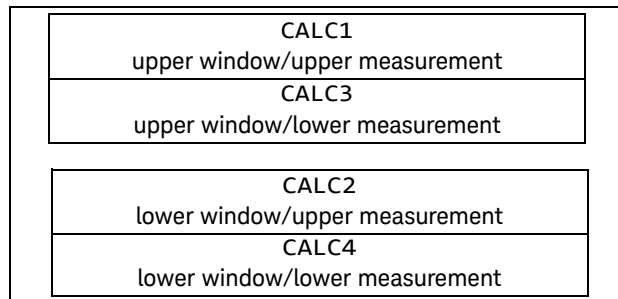 CALC1
upper window/upper measurement
CALC3
upper window/lower measurement
CALC2
lower window/upper measurement
CALC4
lower window/lower measurement